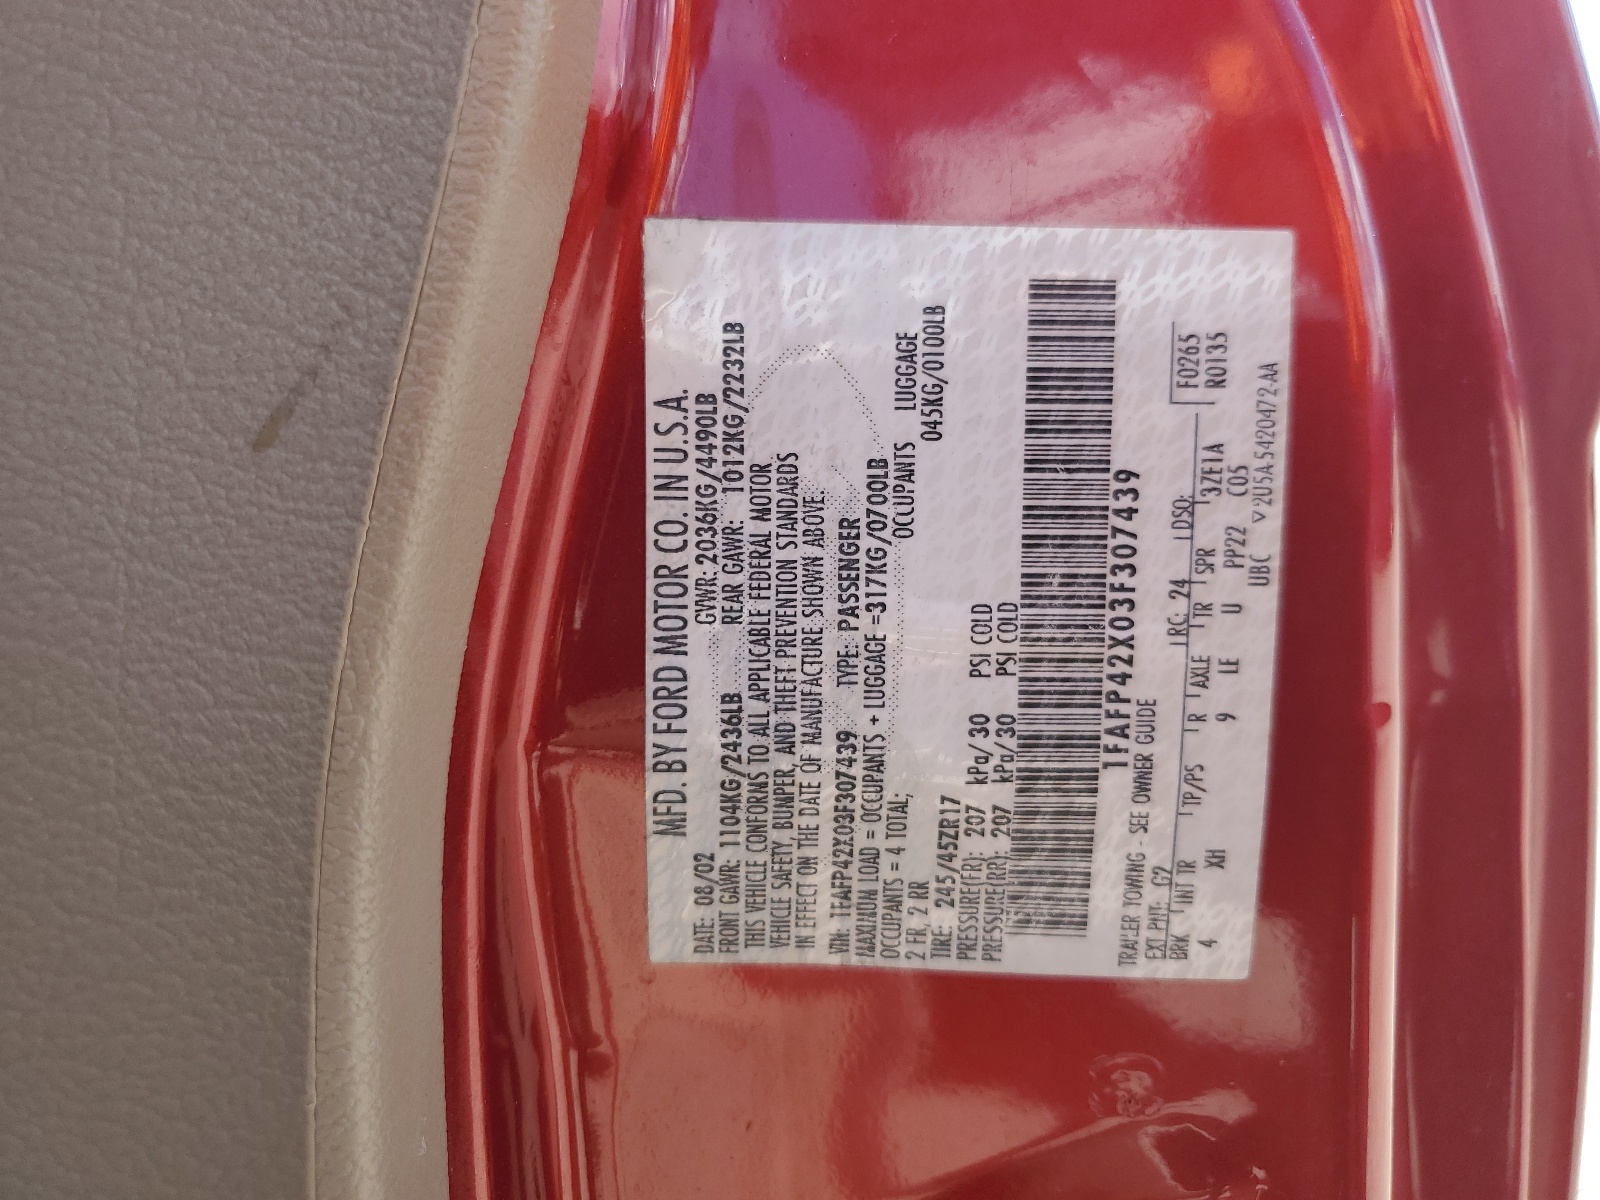 MFD. BY FORD MOTOR CO. IN U.S.A.
DATE: 08/02 GVWR: 2036KG/4490LB
FRONT GAWR: 1104KG/2436LB REAR GAWR: 1012KG/2232LB
THIS VEHICLE CONFORMS TO ALL APPLICABLE FEDERAL MOTOR
VEHICLE SAFETY, BUMPER, AND THEFT PREVENTION STANDARDS
IN EFFECT ON THE DATE OF MANUFACTURE SHOWN ABOVE.
VIN: 1FAFP42X03F307439 TYPE: PASSENGER
MAXIMUM LOAD = OCCUPANTS + LUGGAGE =317KG/0700LB
OCCUPANTS = 4 TOTAL; OCCUPANTS LUGGAGE
2 FR, 2 RR 045KG/0100LB
TIRE: 245/45ZR17
PRESSURE(FR): 207 kPa/30 PSI COLD
PRESSURE(RR): 207 kPa/30 PSI COLD
1FAFP42X03F307439
TRAILER TOWING - SEE OWNER GUIDE
EXT PNT: G2 RC: 24 DSO: F0265
BRK INT TR TP/PS R AXLE TR SPR 3ZE1A R0135
4 XH 9 LE U PP22 C05
UBC ▽2U5A-5420472-AA